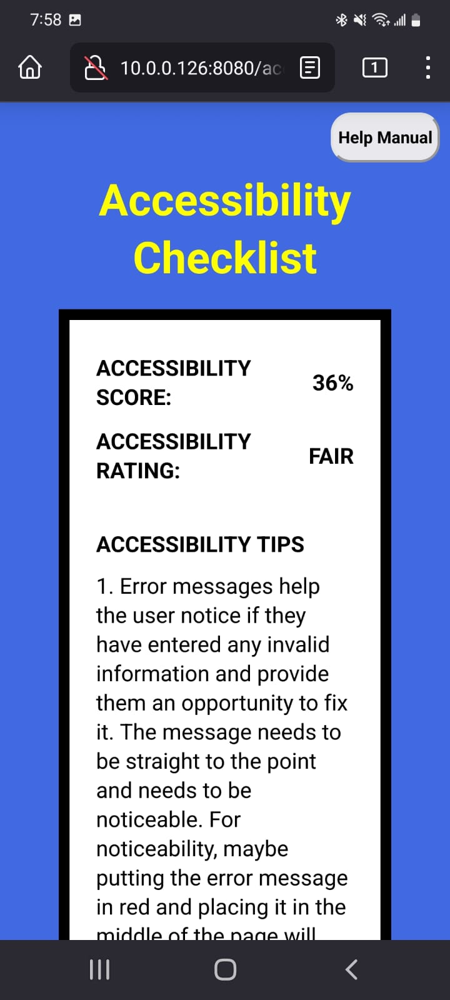 7:58
10.0.0.126:8080/ac
1
Help Manual
Accessibility
Checklist
ACCESSIBILITY
SCORE:
36%
ACCESSIBILITY
RATING:
FAIR
ACCESSIBILITY TIPS
1. Error messages help
the user notice if they
have entered any invalid
information and provide
them an opportunity to fix
it. The message needs to
be straight to the point
and needs to be
noticeable. For
noticeability, maybe
putting the error message
in red and placing it in the
middle of the page will